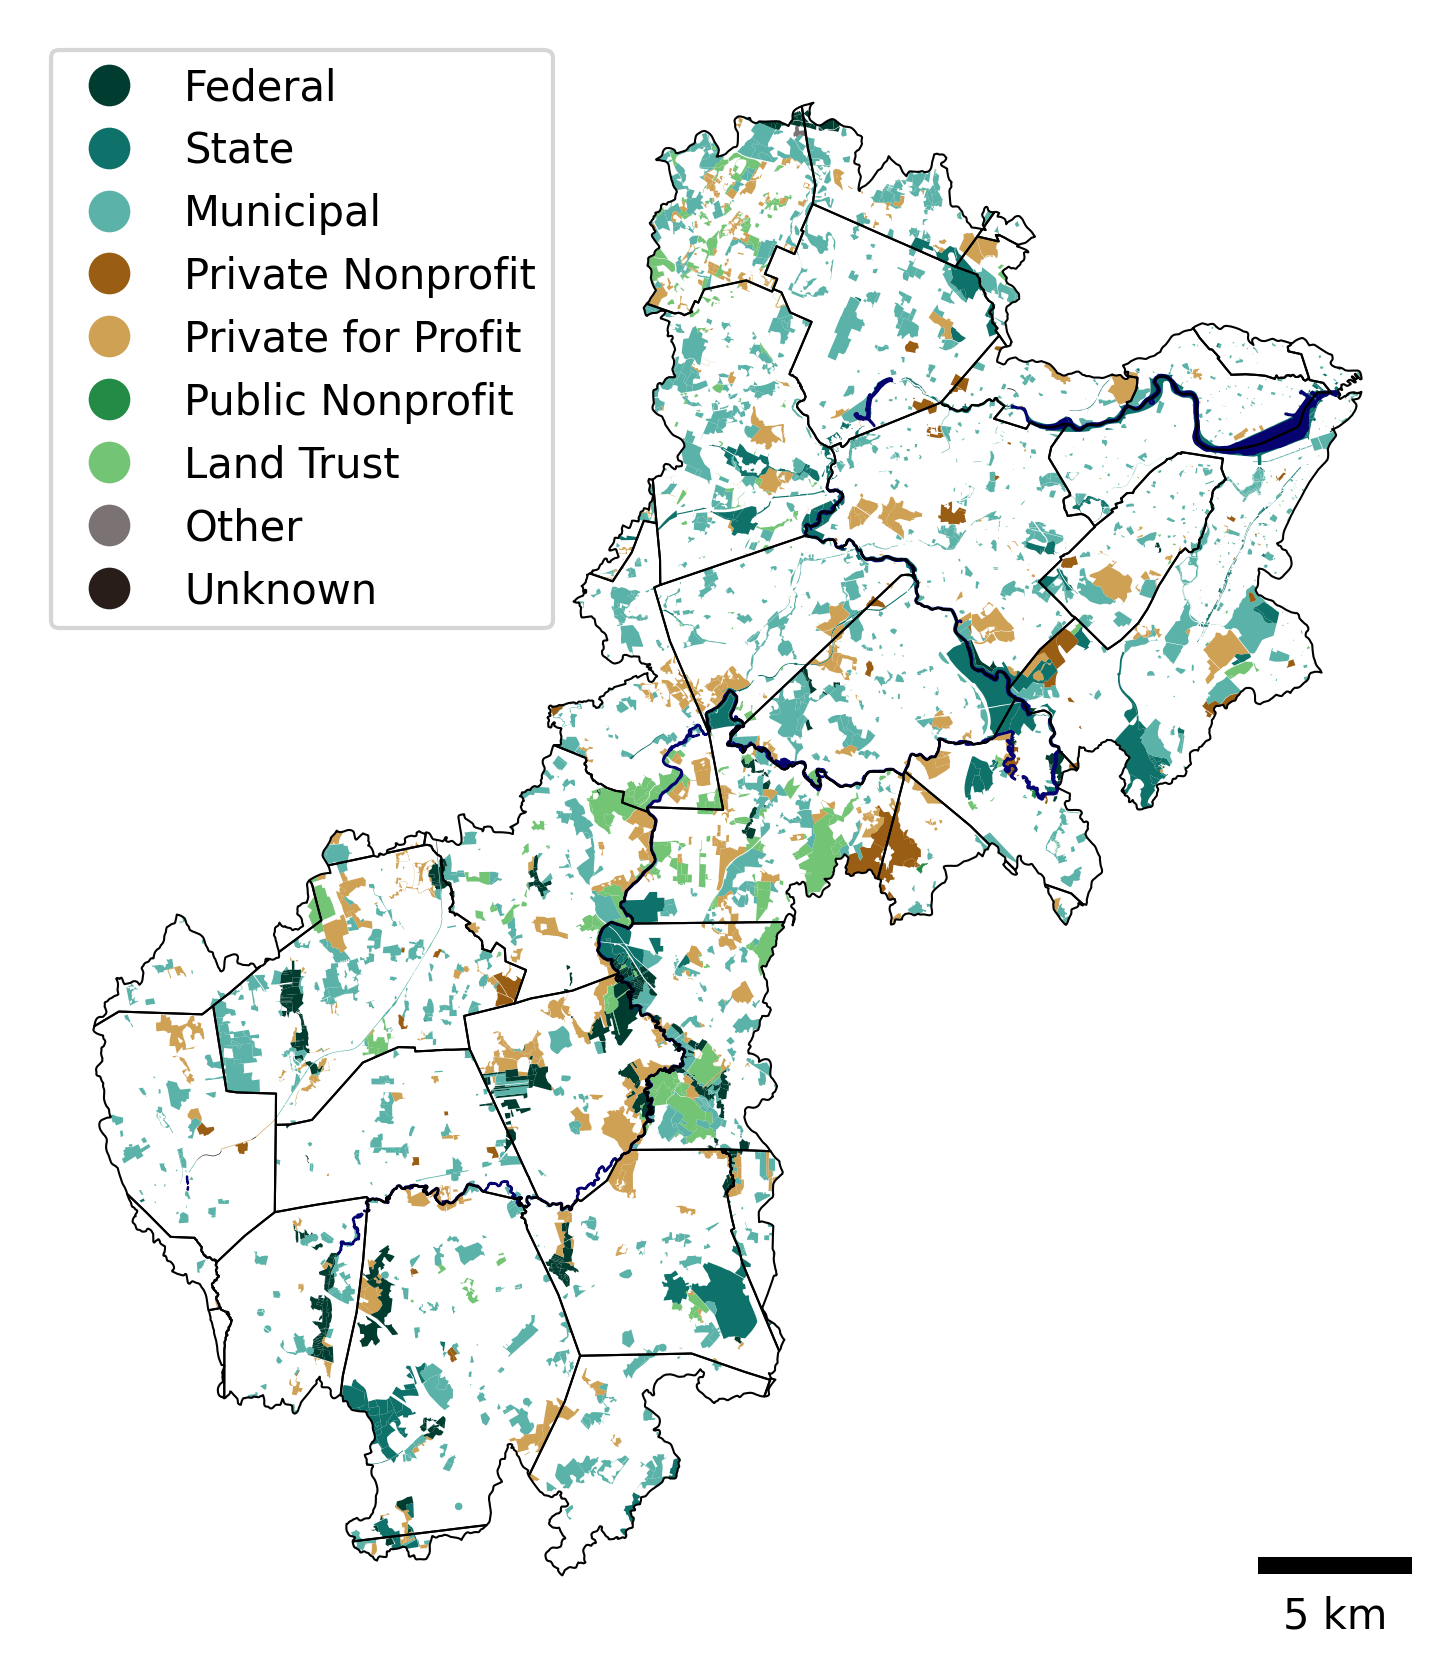 Federal
State
Municipal
Private Nonprofit
Private for Profit
Public Nonprofit
Land Trust
Other
Unknown
5 km